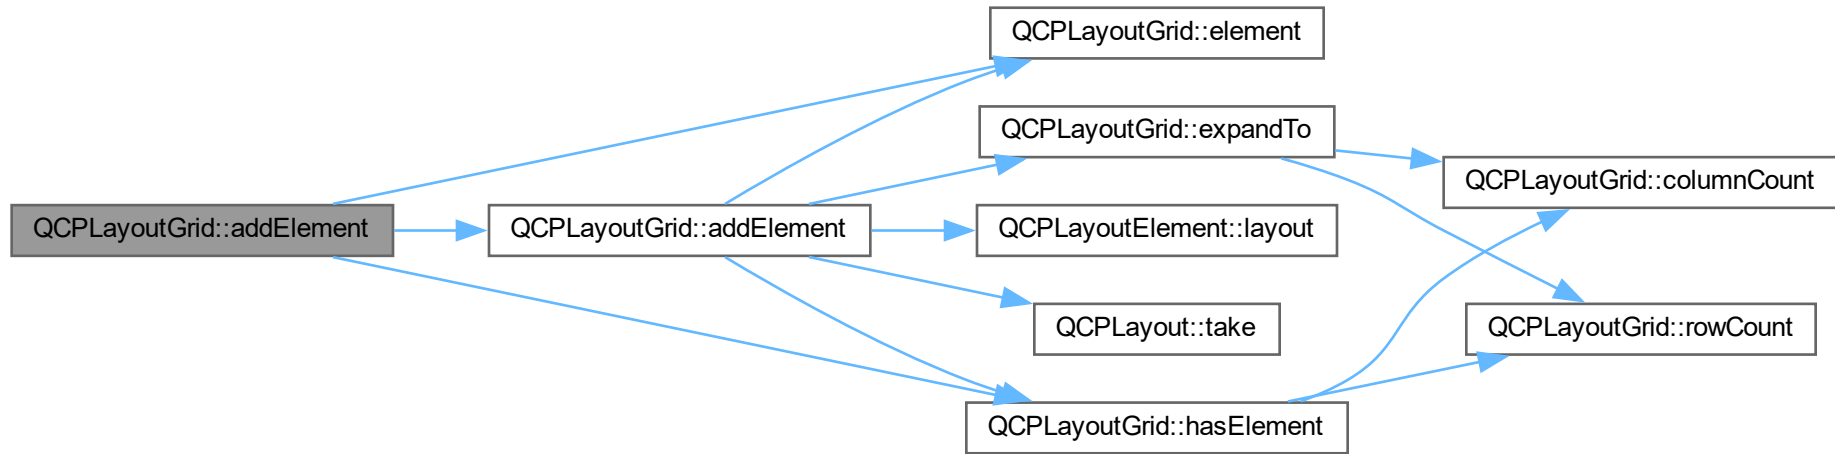 QCPLayoutGrid::addElement
QCPLayoutGrid::addElement
QCPLayoutGrid::element
QCPLayoutGrid::expandTo
QCPLayoutElement::layout
QCPLayout::take
QCPLayoutGrid::hasElement
QCPLayoutGrid::columnCount
QCPLayoutGrid::rowCount